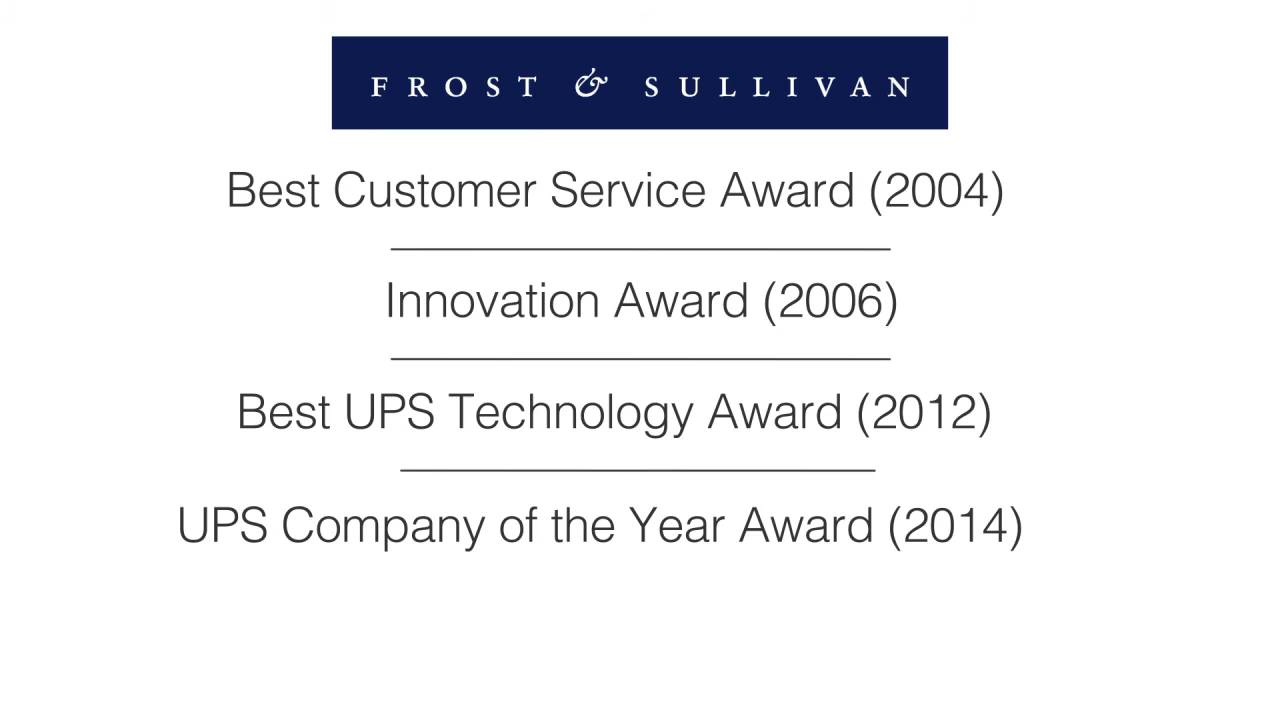 FROST & SULLIVAN
Best Customer Service Award (2004)
Innovation Award (2006)
Best UPS Technology Award (2012)
UPS Company of the Year Award (2014)